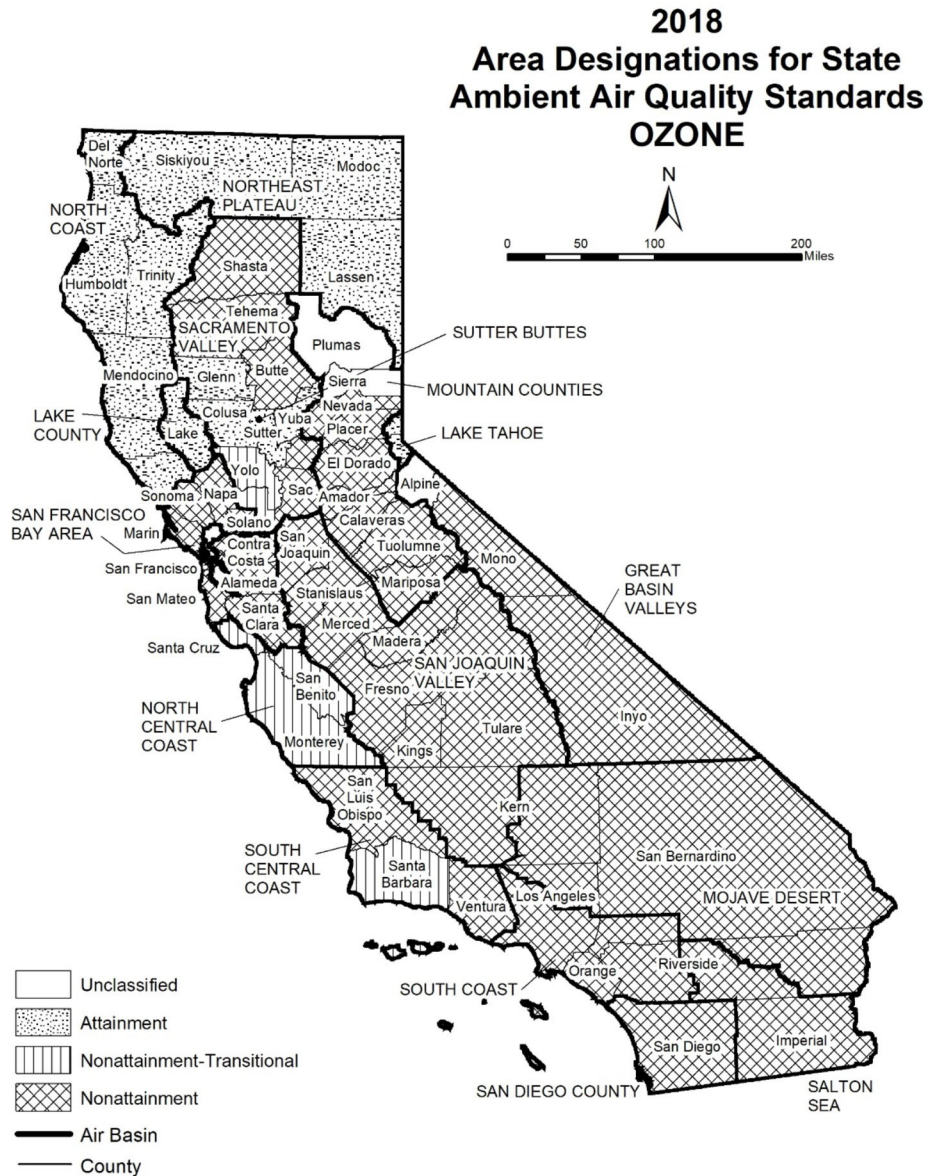 2018
Area Designations for State
Ambient Air Quality Standards
OZONE
N
0 50 100 200
Miles
Del
Norte
Siskiyou
Modoc
NORTHEAST
PLATEAU
NORTH
COAST
Shasta
Trinity
Humboldt
Lassen
Tehema
SACRAMENTO
VALLEY
Plumas
SUTTER BUTTES
Butte
Mendocino
Glenn
Sierra
MOUNTAIN COUNTIES
Nevada
Colusa
Yuba
Placer
LAKE
COUNTY
Lake
Sutter
LAKE TAHOE
Yolo
El Dorado
Alpine
Sonoma
Napa
Sac
Amador
SAN FRANCISCO
BAY AREA
Solano
Calaveras
Marin
Contra
Costa
San
Joaquin
Tuolumne
Mono
San Francisco
Alameda
Stanislaus
Mariposa
GREAT
BASIN
VALLEYS
San Mateo
Santa
Clara
Merced
Santa Cruz
Madera
SAN JOAQUIN
VALLEY
San
Benito
Fresno
NORTH
CENTRAL
COAST
Monterey
Kings
Tulare
Inyo
San
Luis
Obispo
Kern
SOUTH
CENTRAL
COAST
Santa
Barbara
San Bernardino
Ventura
Los Angeles
MOJAVE DESERT
SOUTH COAST
Orange
Riverside
San Diego
Imperial
SAN DIEGO COUNTY
SALTON
SEA
Unclassified
Attainment
Nonattainment-Transitional
Nonattainment
Air Basin
County